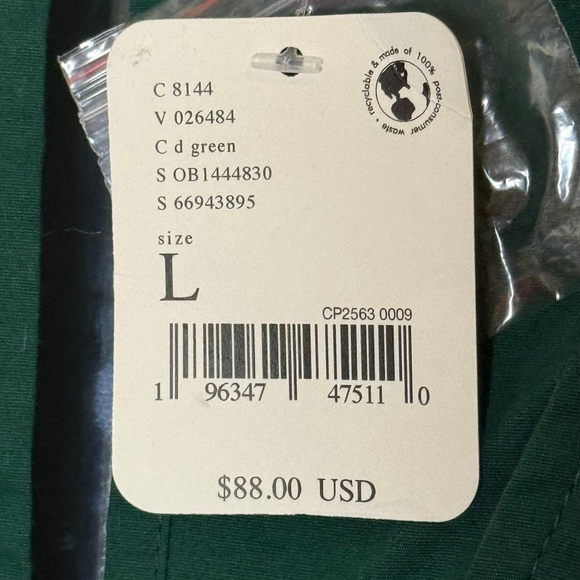 recyclable & made of 100% post-consumer waste •
C 8144
V 026484
C d green
S OB1444830
S 66943895
size
L
CP2563 0009
1 96347 47511 0
$88.00 USD